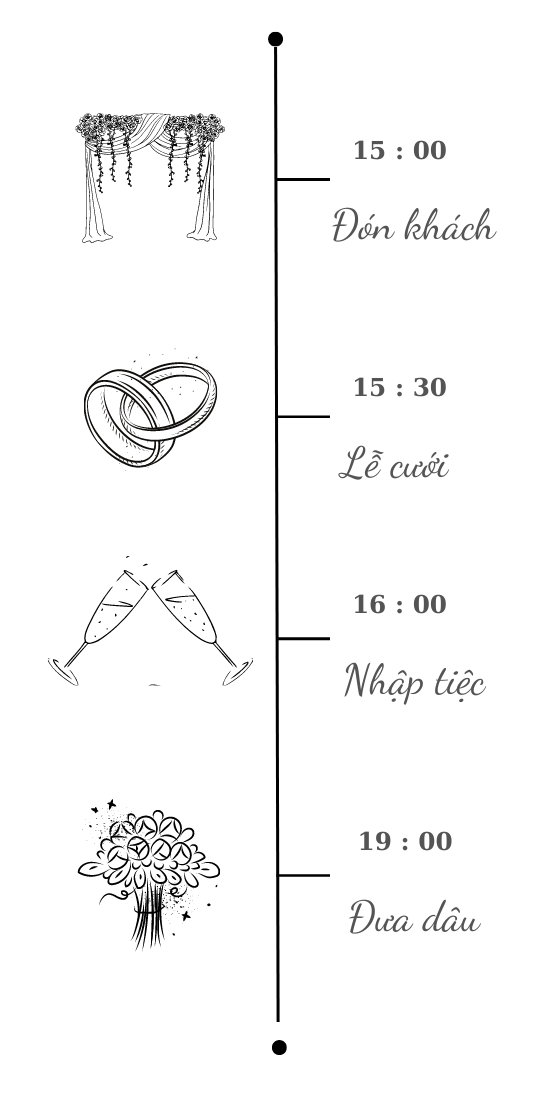 15 : 00
Đón khách
15 : 30
Lễ cưới
16 : 00
Nhập tiệc
19 : 00
Đưa dâu